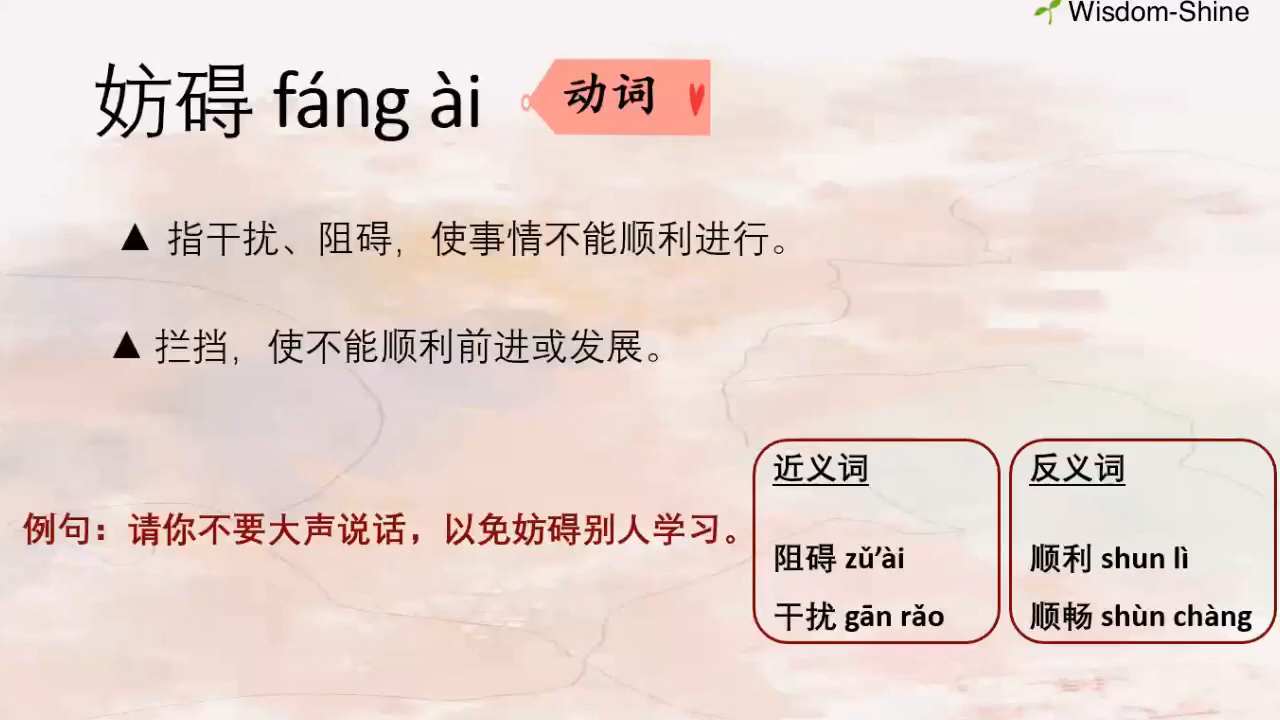 Wisdom-Shine
妨碍 fáng ài
动词
▲ 指干扰、阻碍，使事情不能顺利进行。
▲ 拦挡，使不能顺利前进或发展。
例句：请你不要大声说话，以免妨碍别人学习。
近义词
阻碍 zǔ’ài
干扰 gān rǎo
反义词
顺利 shun lì
顺畅 shùn chàng